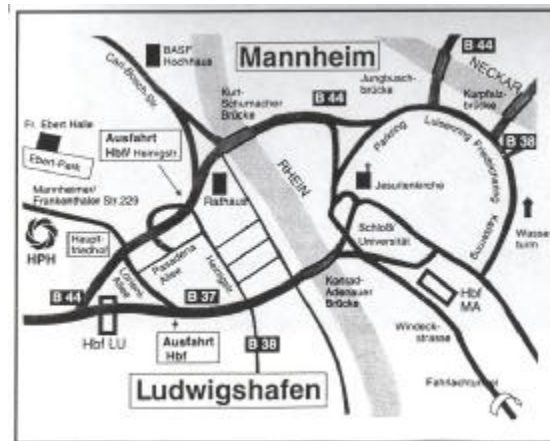 BASF
Hochhaus
Mannheim
B 44
NECKAR
Carl-Bosch-Str.
Kurt-
Schumacher
Brücke
B 44
Jungbusch-
brücke
Kurpfalz-
brücke
Fr. Ebert Halle
Ebert-Park
Ausfahrt
Hbf/ Heinigstr.
Parkring
Luisenring
Friedrichsring
B 38
Mannheimer/
Frankenthaler Str.229
Rathaus
RHEIN
Jesuitenkirche
Kaiserring
Wasser
turm
HPH
Haupt-
friedhof
Schloß/
Universität
Pasadena
Allee
Heinigstr.
Lorient-
Allee
B 44
B 37
Konrad-
Adenauer
Brücke
Hbf
MA
Hbf LU
Ausfahrt
Hbf
B 38
Windeck-
strasse
Ludwigshafen
Fahrlachtunnel